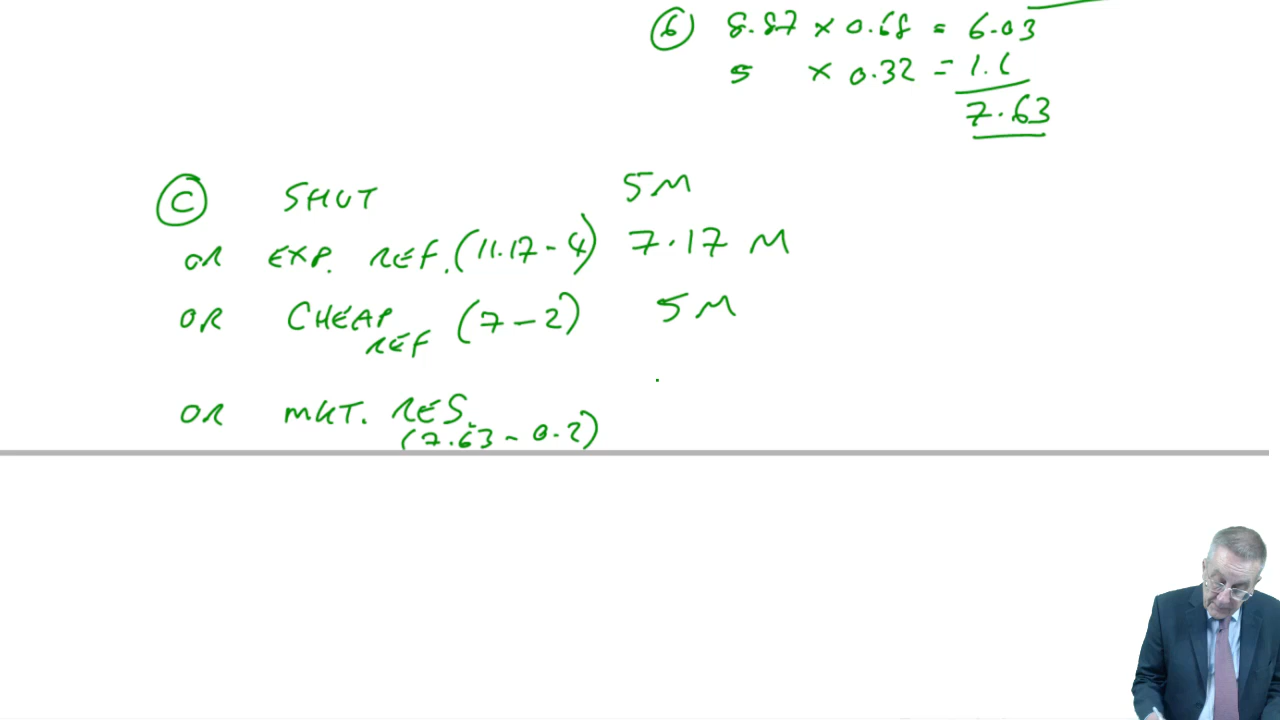 ⑥ 8.87 × 0.68 = 6.03
5 × 0.32 = 1.6
7.63
Ⓒ SHUT 5M
OR EXP. REF. (11.17 - 4) 7.17 M
OR CHEAP REF (7 - 2) 5M
OR MKT. RES. (7.63 - 0.2)